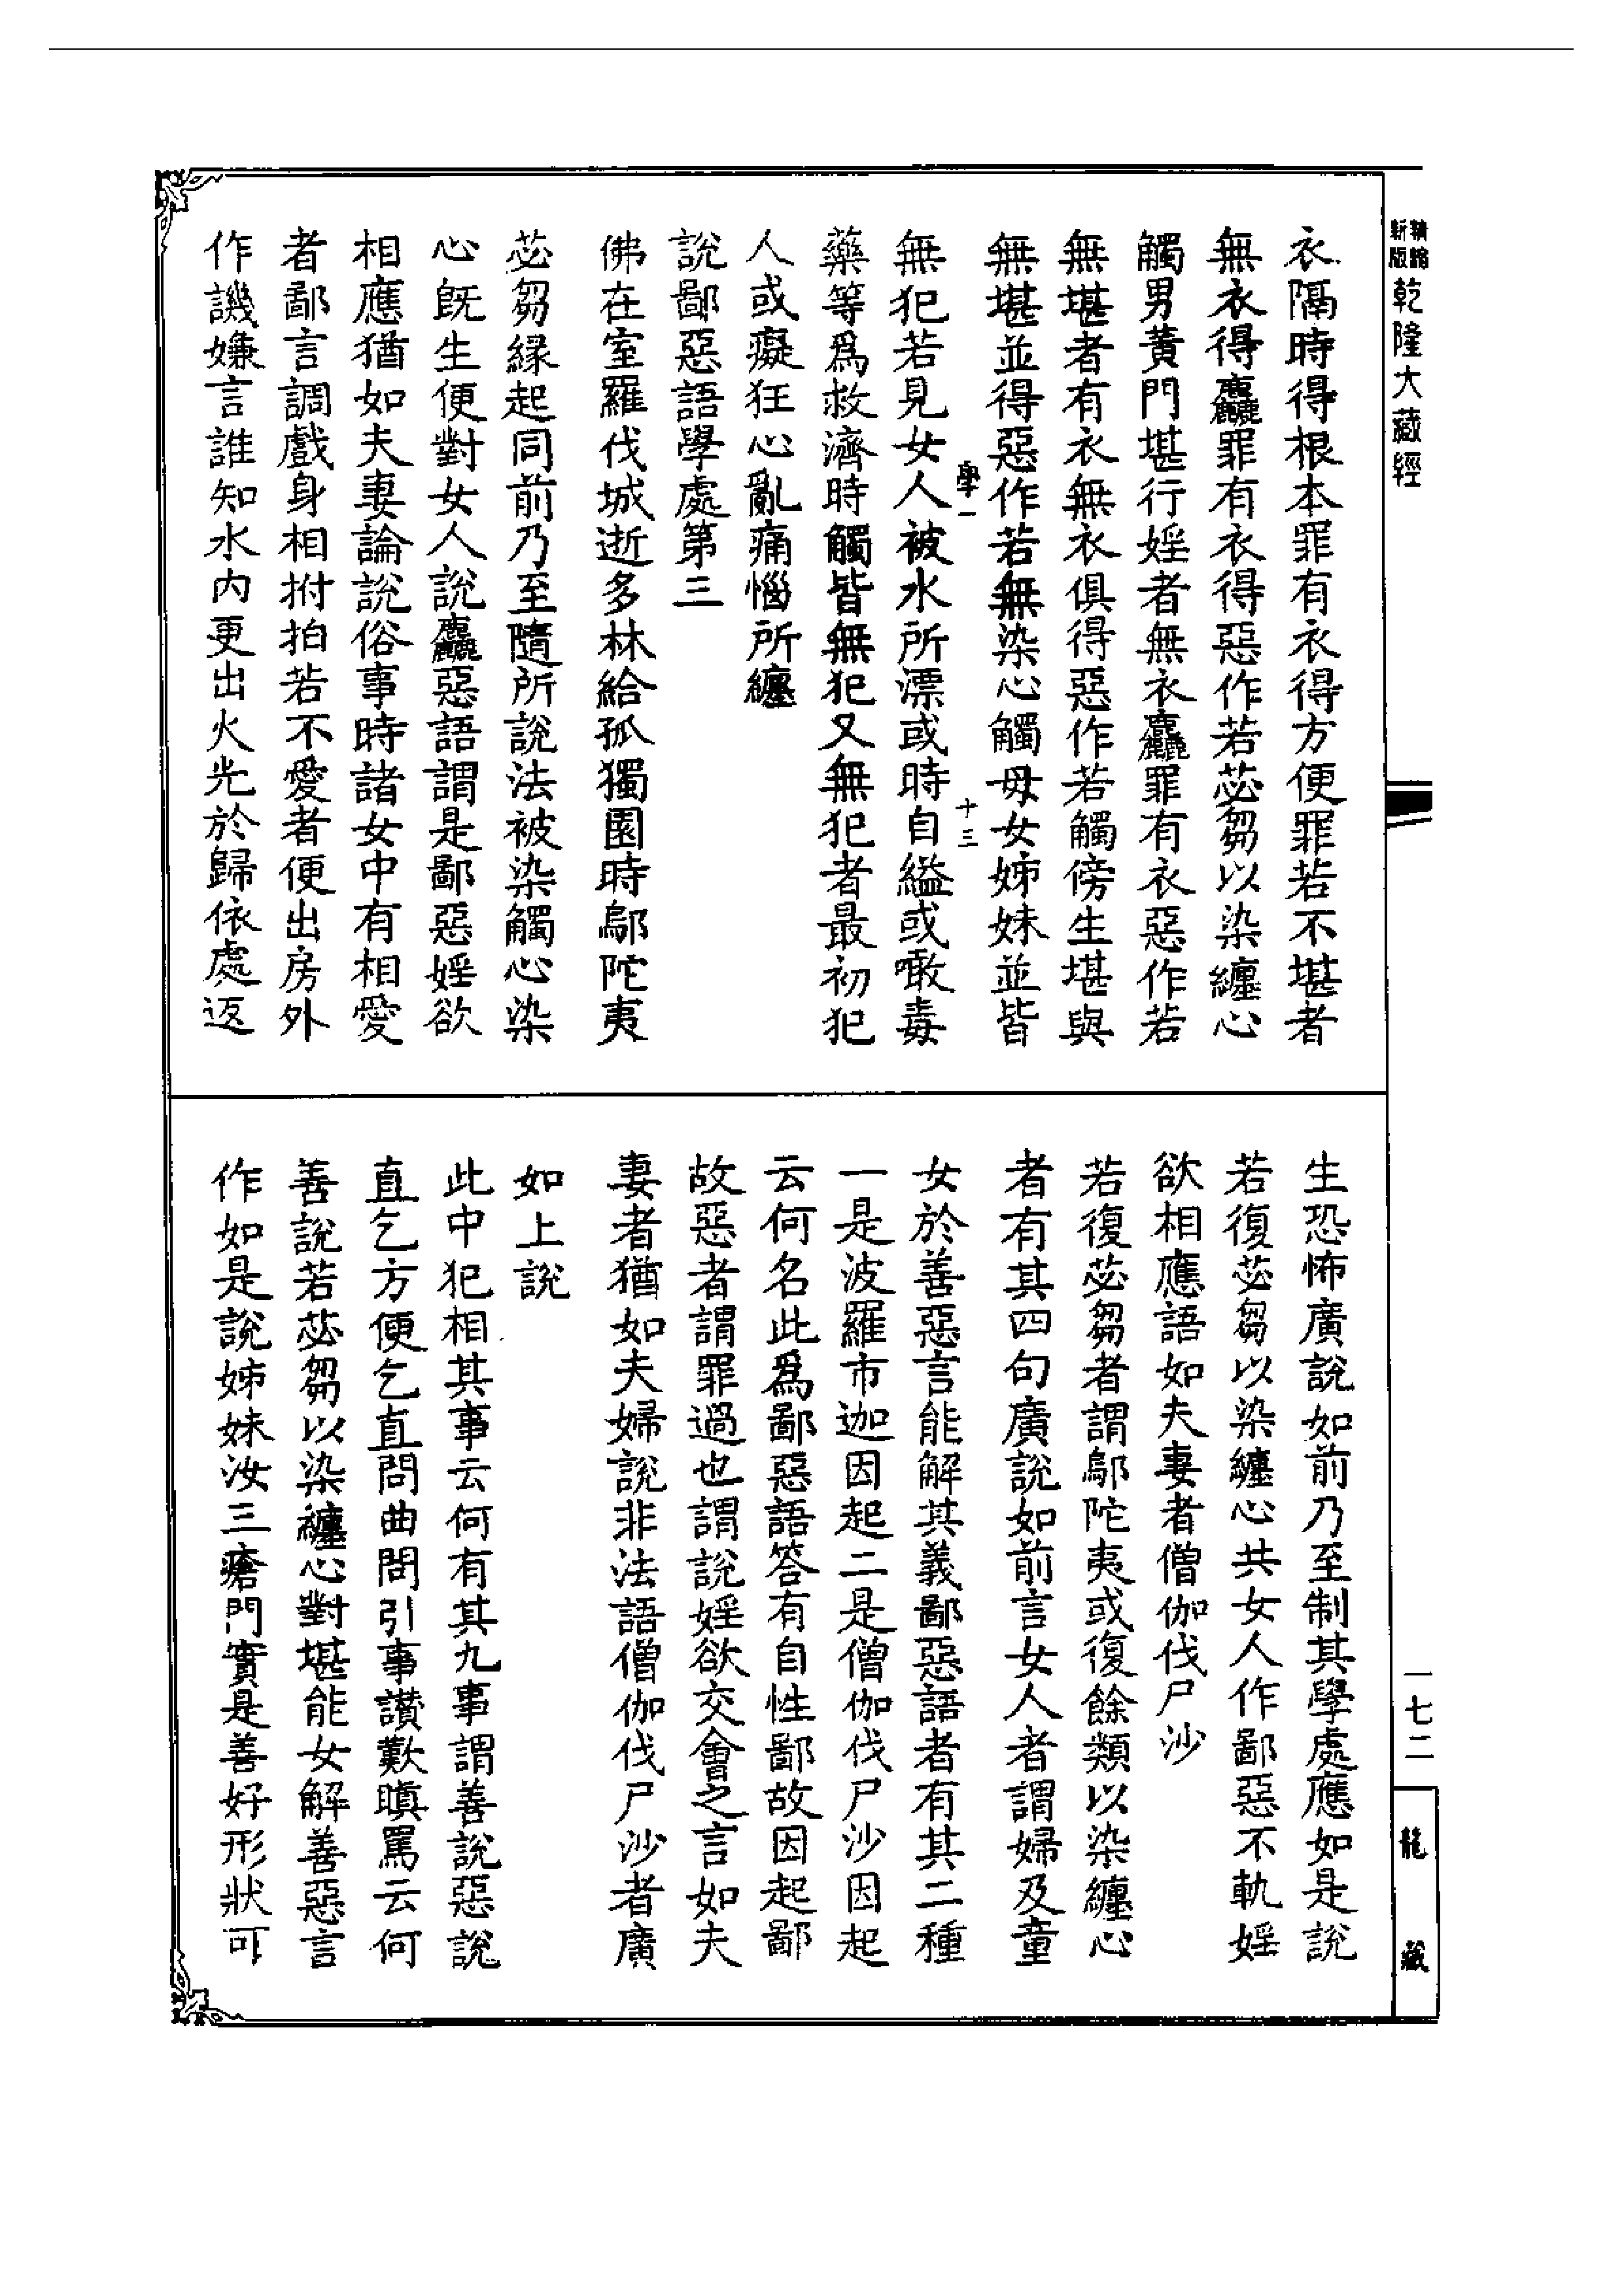 新版
精縮
乾隆大藏經
衣隔時得根本罪有衣得方便罪若不堪者
無衣得麤罪有衣得惡作若苾芻以染纏心
觸男黃門堪行婬者無衣麤罪有衣惡作若
無堪者有衣無衣俱得惡作若觸傍生堪與
無堪並得惡作若無染心觸母女姊妹並皆
學一 十三
無犯若見女人被水所漂或時自縊或噉毒
藥等爲救濟時觸皆無犯又無犯者最初犯
人或癡狂心亂痛惱所纏
說鄙惡語學處第三
佛在室羅伐城逝多林給孤獨園時鄔陀夷
苾芻緣起同前乃至隨所說法被染觸心染
心旣生便對女人說麤惡語謂是鄙惡婬欲
相應猶如夫妻論說俗事時諸女中有相愛
者鄙言調戲身相拊拍若不愛者便出房外
作譏嫌言誰知水內更出火光於歸依處返
生恐怖廣說如前乃至制其學處應如是說
若復苾芻以染纏心共女人作鄙惡不軌婬
欲相應語如夫妻者僧伽伐尸沙
若復苾芻者謂鄔陀夷或復餘類以染纏心
者有其四句廣說如前言女人者謂婦及童
女於善惡言能解其義鄙惡語者有其二種
一是波羅市迦因起二是僧伽伐尸沙因起
云何名此爲鄙惡語答有自性鄙故因起鄙
故惡者謂罪過也謂說婬欲交會之言如夫
妻者猶如夫婦說非法語僧伽伐尸沙者廣
如上說
此中犯相其事云何有其九事謂善說惡說
直乞方便乞直問曲問引事讚歎瞋罵云何
善說若苾芻以染纏心對堪能女解善惡言
作如是說姊妹汝三瘡門實是善好形狀可
一七二
龍藏